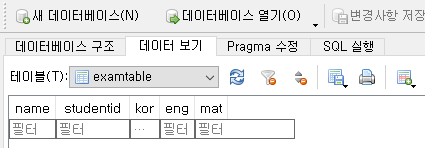 새 데이터베이스(N) 데이터베이스 열기(O) 변경사항 저장
데이터베이스 구조 데이터 보기 Pragma 수정 SQL 실행
테이블(T): examtable
name studentid kor eng mat
필터 필터 ... 필터 필터